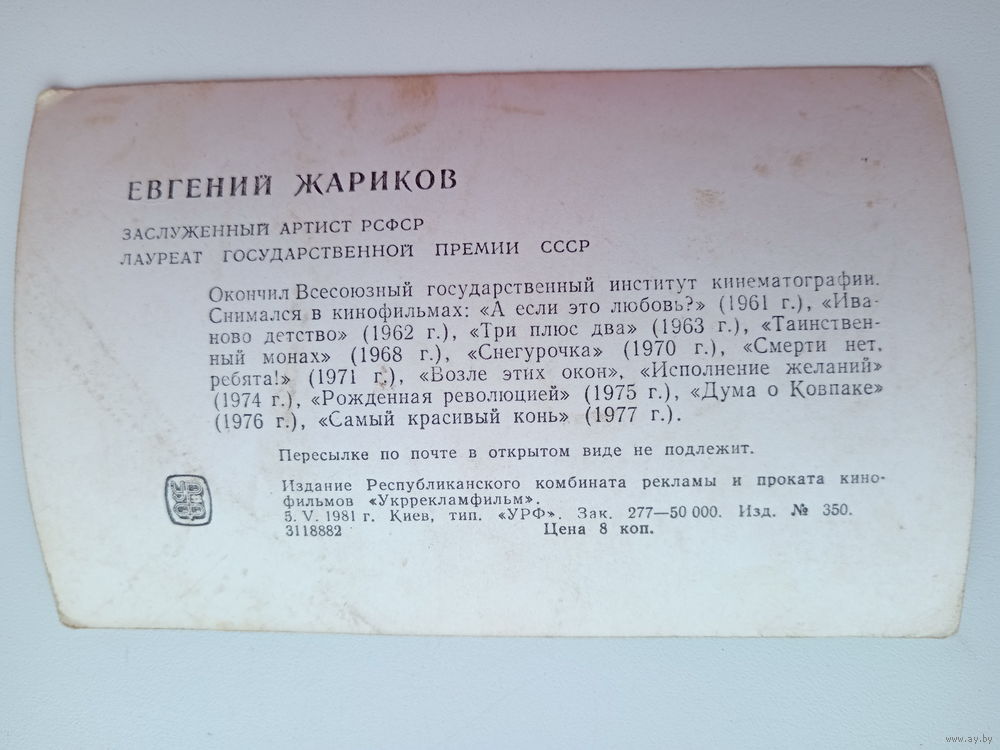 ЕВГЕНИЙ ЖАРИКОВ
ЗАСЛУЖЕННЫЙ АРТИСТ РСФСР
ЛАУРЕАТ ГОСУДАРСТВЕННОЙ ПРЕМИИ СССР
Окончил Всесоюзный государственный институт кинематографии.
Снимался в кинофильмах: «А если это любовь?» (1961 г.), «Ива-
ново детство» (1962 г.), «Три плюс два» (1963 г.), «Таинствен-
ный монах» (1968 г.), «Снегурочка» (1970 г.), «Смерти нет,
ребята!» (1971 г.), «Возле этих окон», «Исполнение желаний»
(1974 г.), «Рожденная революцией» (1975 г.), «Дума о Ковпаке»
(1976 г.), «Самый красивый конь» (1977 г.).
Пересылке по почте в открытом виде не подлежит.
Издание Республиканского комбината рекламы и проката кино-
фильмов «Укррекламфильм».
5. V. 1981 г. Киев, тип. «УРФ». Зак. 277—50 000. Изд. № 350.
3118882 Цена 8 коп.
www.ay.by